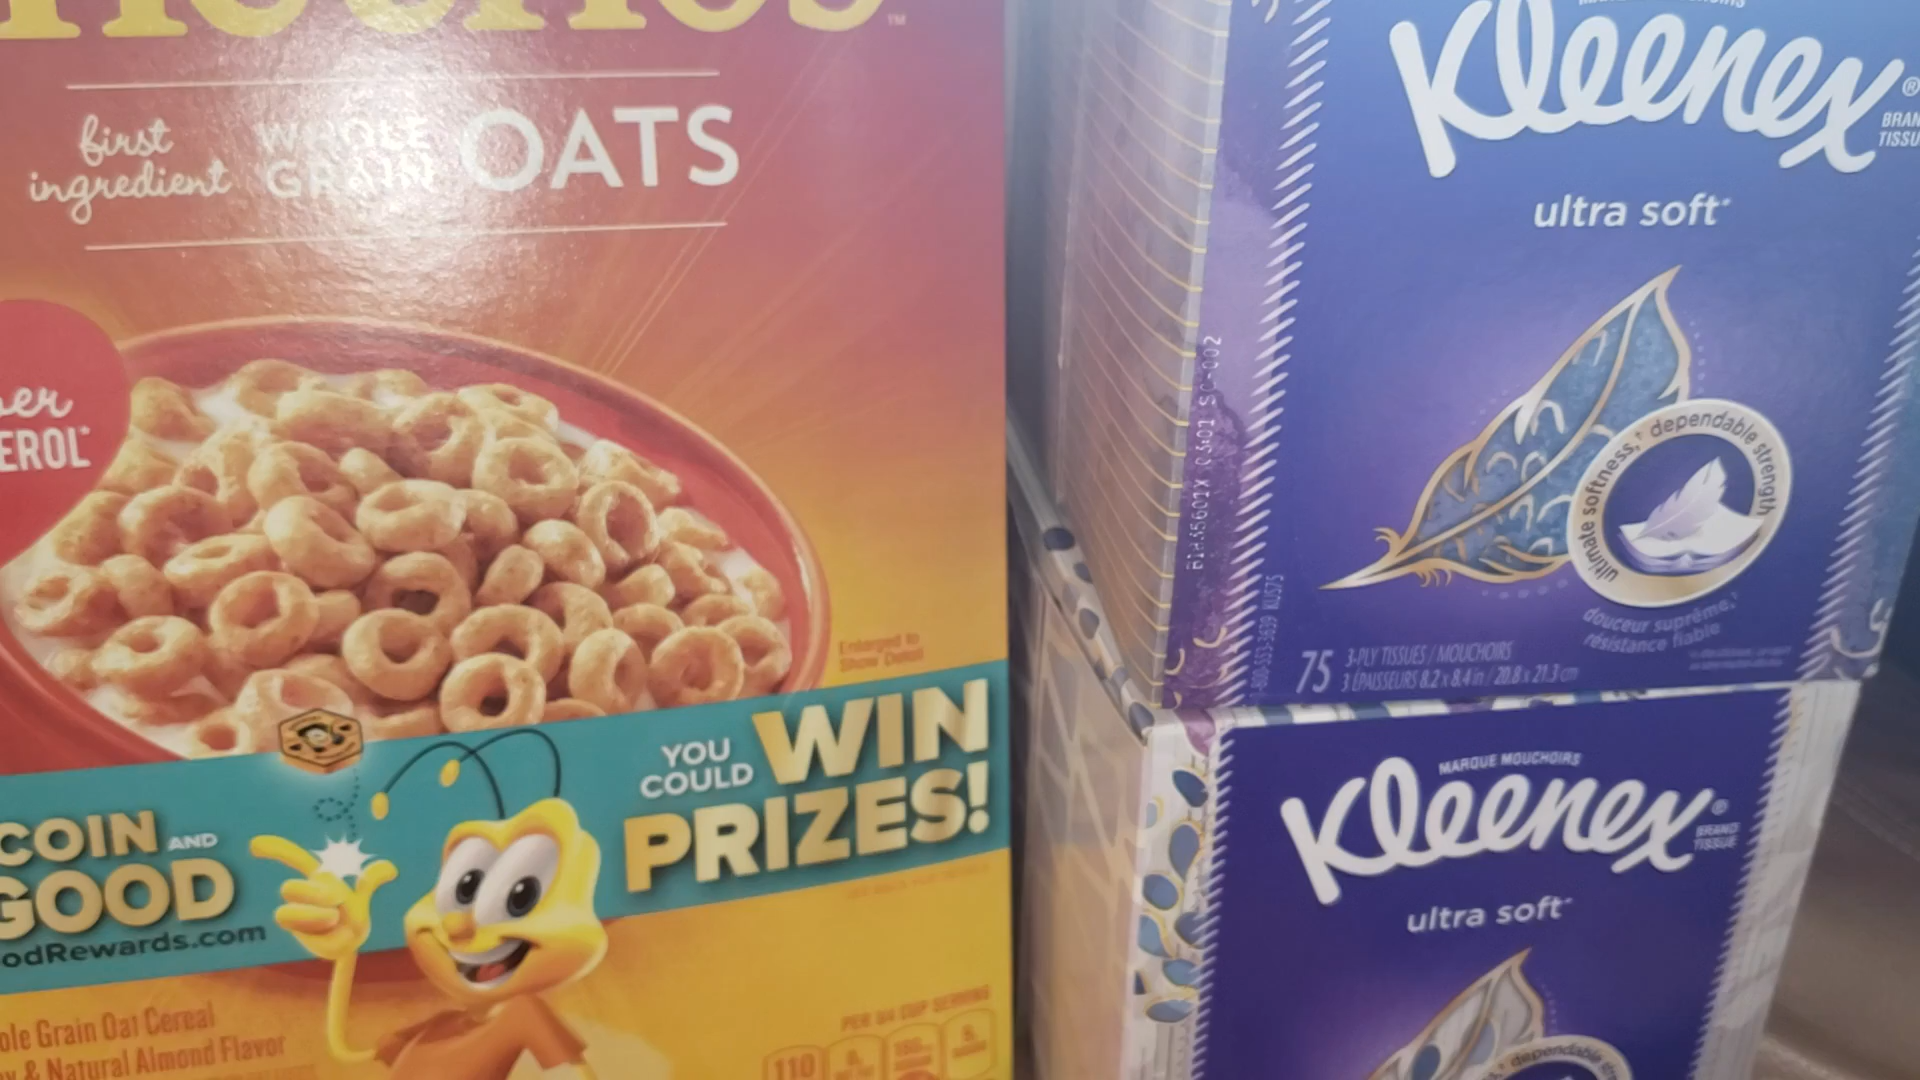 ™
first
ingredient
WHOLE
GRAIN
OATS
EROL*
Enlarged to
Show Detail
YOU
COULD
WIN
PRIZES!
COIN AND
GOOD
odRewards.com
ole Grain Oat Cereal
y & Natural Almond Flavor
PER 3/4 CUP SERVING
110
Kleenex®
BRAN
TISSU
ultra soft*
ultimate softness,† dependable strength
douceur suprême,†
résistance fiable
75 3-PLY TISSUES / MOUCHOIRS
3 ÉPAISSEURS 8.2 x 8.4 in / 20.8 x 21.3 cm
MARQUE MOUCHOIRS
Kleenex®
BRAND
TISSUE
ultra soft*
dependable